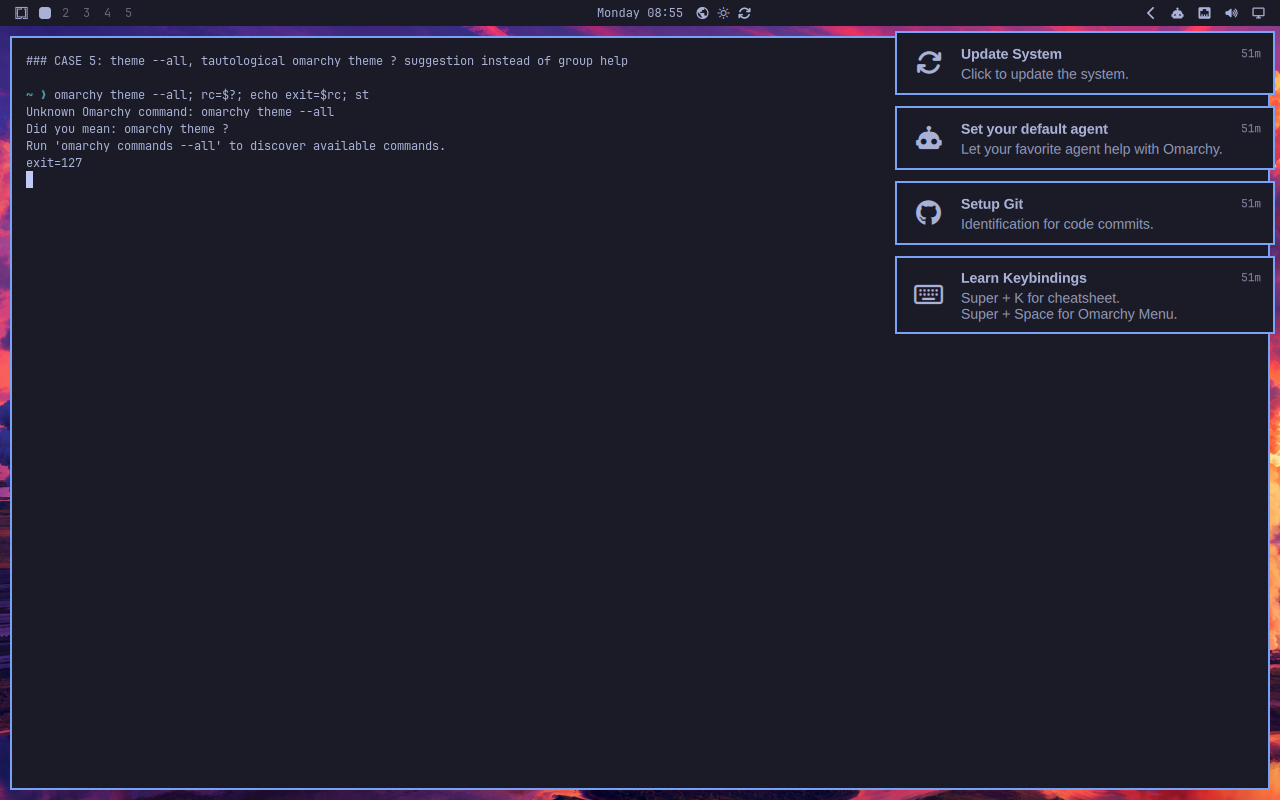 2 3 4 5
Monday 08:55
### CASE 5: theme --all, tautological omarchy theme ? suggestion instead of group help
~ ❯ omarchy theme --all; rc=$?; echo exit=$rc; st
Unknown Omarchy command: omarchy theme --all
Did you mean: omarchy theme ?
Run 'omarchy commands --all' to discover available commands.
exit=127
Update System 51m
Click to update the system.
Set your default agent 51m
Let your favorite agent help with Omarchy.
Setup Git 51m
Identification for code commits.
Learn Keybindings 51m
Super + K for cheatsheet.
Super + Space for Omarchy Menu.